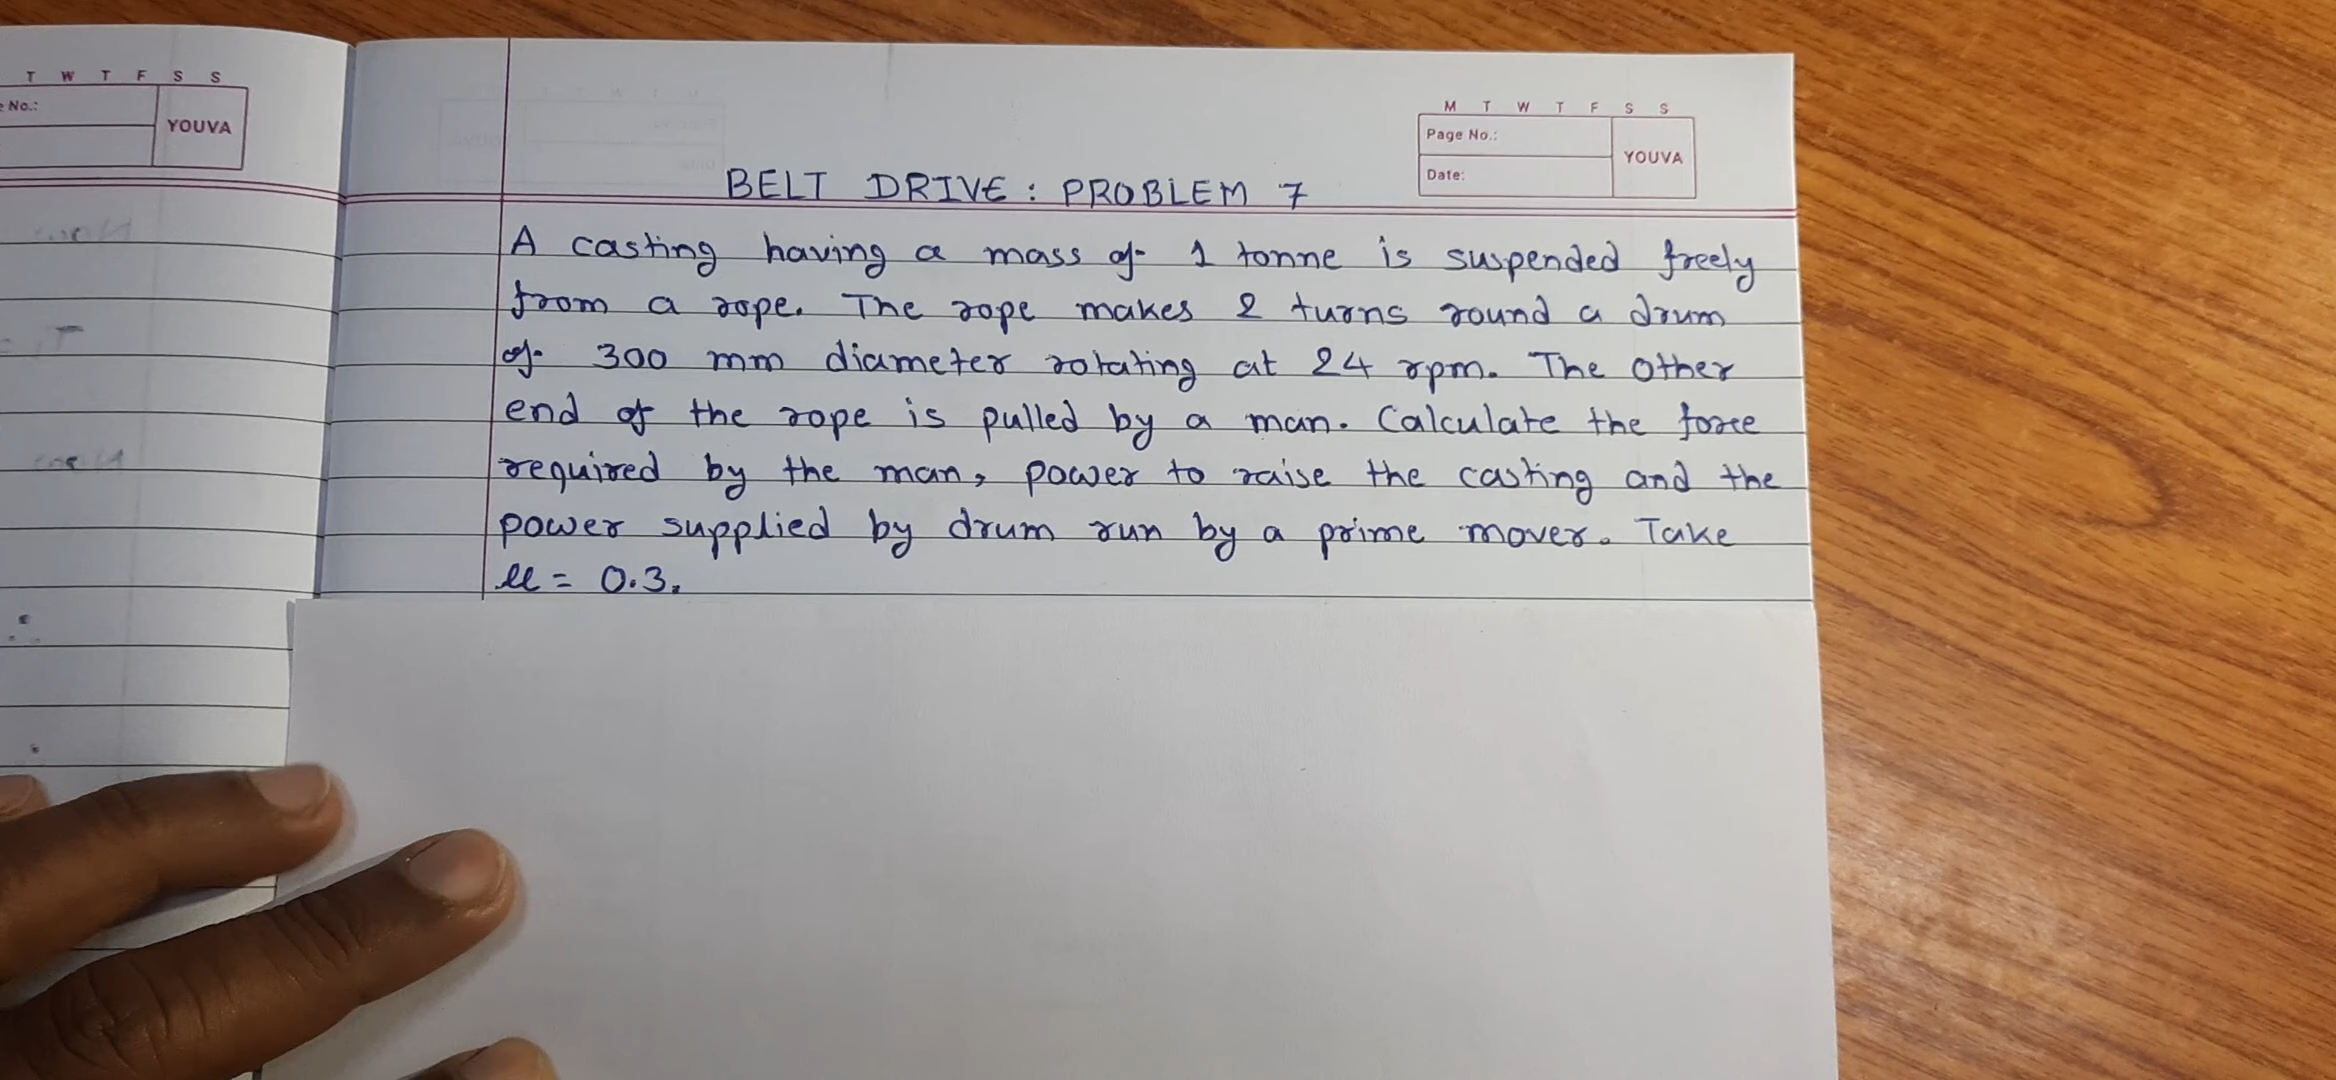 T W T F S S
No.:
YOUVA
M T W T F S S
Page No.:
YOUVA
Date:
BELT DRIVE : PROBLEM 7
A casting having a mass of 1 tonne is suspended freely
from a rope. The rope makes 2 turns round a drum
of 300 mm diameter rotating at 24 rpm. The other
end of the rope is pulled by a man. Calculate the force
required by the man, power to raise the casting and the
power supplied by drum run by a prime mover. Take
μ = 0.3.